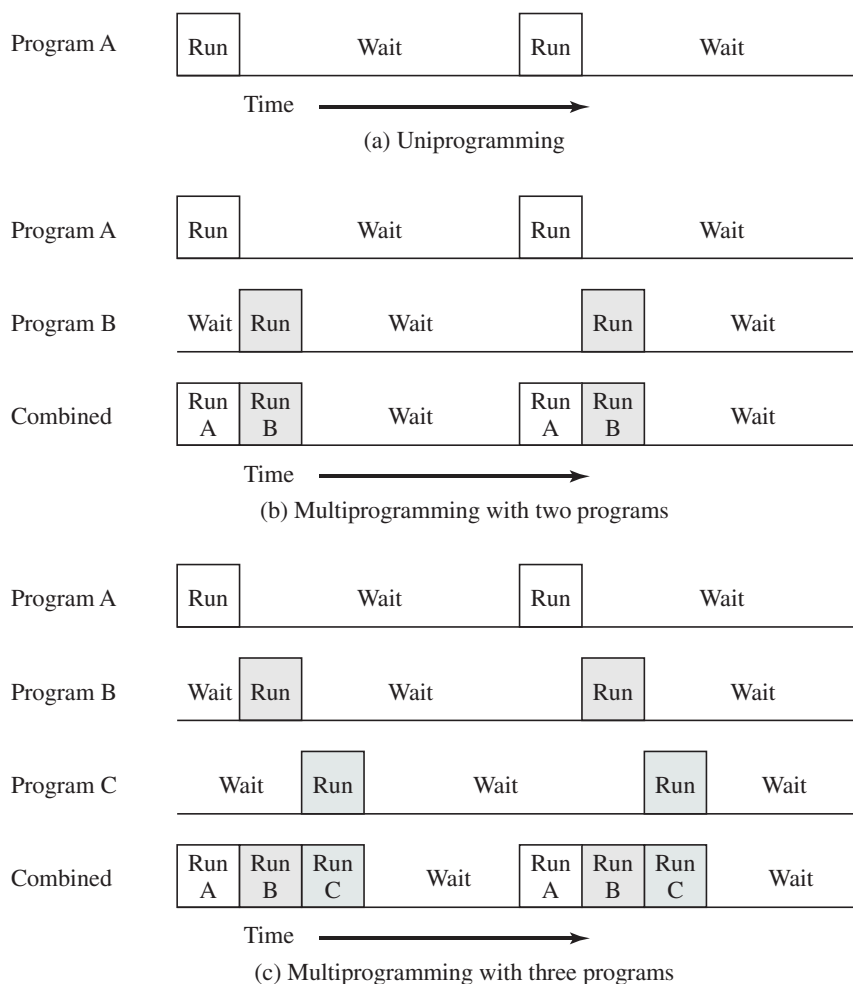 Program A Run Wait Run Wait
Time
(a) Uniprogramming
Program A Run Wait Run Wait
Program B Wait Run Wait Run Wait
Combined Run A Run B Wait Run A Run B Wait
Time
(b) Multiprogramming with two programs
Program A Run Wait Run Wait
Program B Wait Run Wait Run Wait
Program C Wait Run Wait Run Wait
Combined Run A Run B Run C Wait Run A Run B Run C Wait
Time
(c) Multiprogramming with three programs